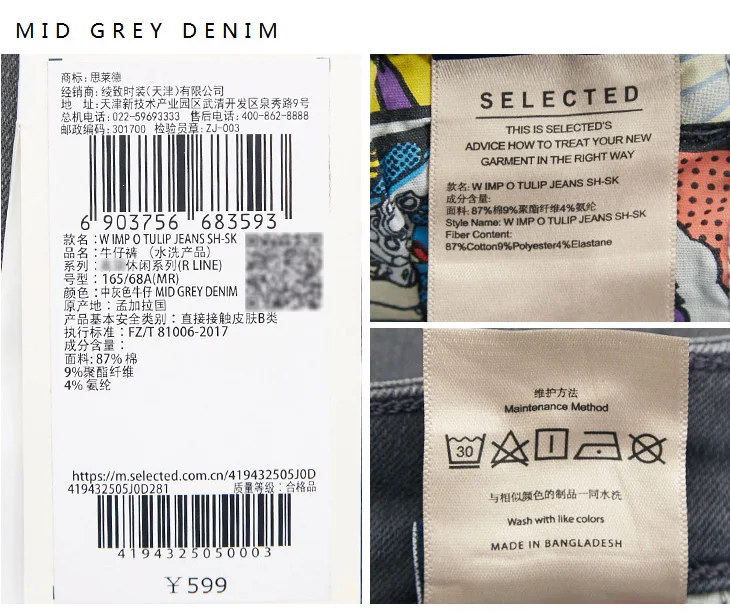 MID GREY DENIM
商标: 思莱德
经销商: 绫致时装(天津)有限公司
地 址: 天津新技术产业园区武清开发区泉秀路9号
总机电话: 022-59693333 售后电话: 400-862-8888
邮政编码: 301700 检验员章: ZJ-003
6 903756 683593
款名: W IMP O TULIP JEANS SH-SK
品名: 牛仔裤 (水洗产品)
系列: 休闲系列(R LINE)
号型: 165/68A(MR)
颜色: 中灰色牛仔 MID GREY DENIM
原产地: 孟加拉国
产品基本安全类别: 直接接触皮肤B类
执行标准: FZ/T 81006-2017
成分含量:
面料: 87% 棉
9%聚酯纤维
4% 氨纶
https://m.selected.com.cn/419432505J0D
419432505J0D281 质量等级: 合格品
4194325050003
￥599
SELECTED
THIS IS SELECTED'S
ADVICE HOW TO TREAT YOUR NEW
GARMENT IN THE RIGHT WAY
款名: W IMP O TULIP JEANS SH-SK
成分含量:
面料: 87%棉9%聚酯纤维4%氨纶
Style Name: W IMP O TULIP JEANS SH-SK
Fiber Content:
87%Cotton9%Polyester4%Elastane
维护方法
Maintenance Method
30
与相似颜色的制品一同水洗
Wash with like colors
MADE IN BANGLADESH